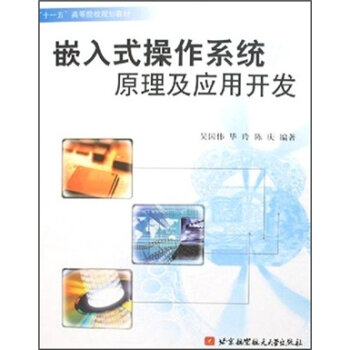 "十一五"高等院校规划教材
嵌入式操作系统
原理及应用开发
吴国伟 毕玲 陈庆 编著
北京航空航天大学出版社